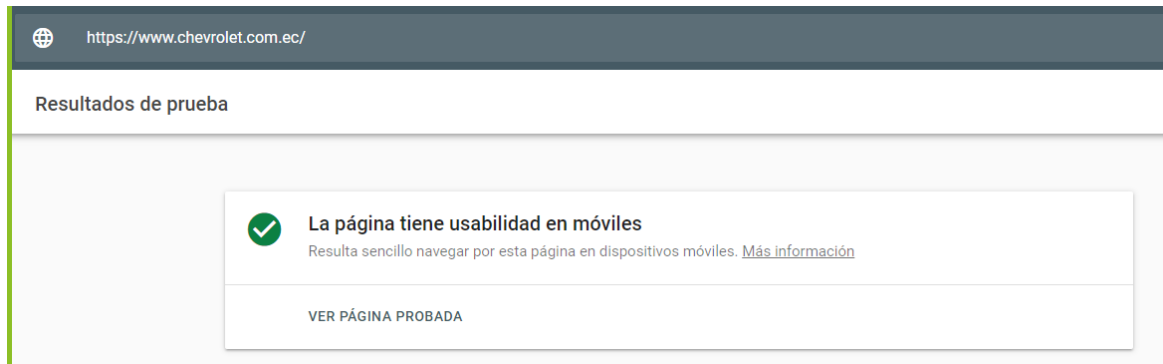 https://www.chevrolet.com.ec/
Resultados de prueba
La página tiene usabilidad en móviles
Resulta sencillo navegar por esta página en dispositivos móviles. Más información
VER PÁGINA PROBADA